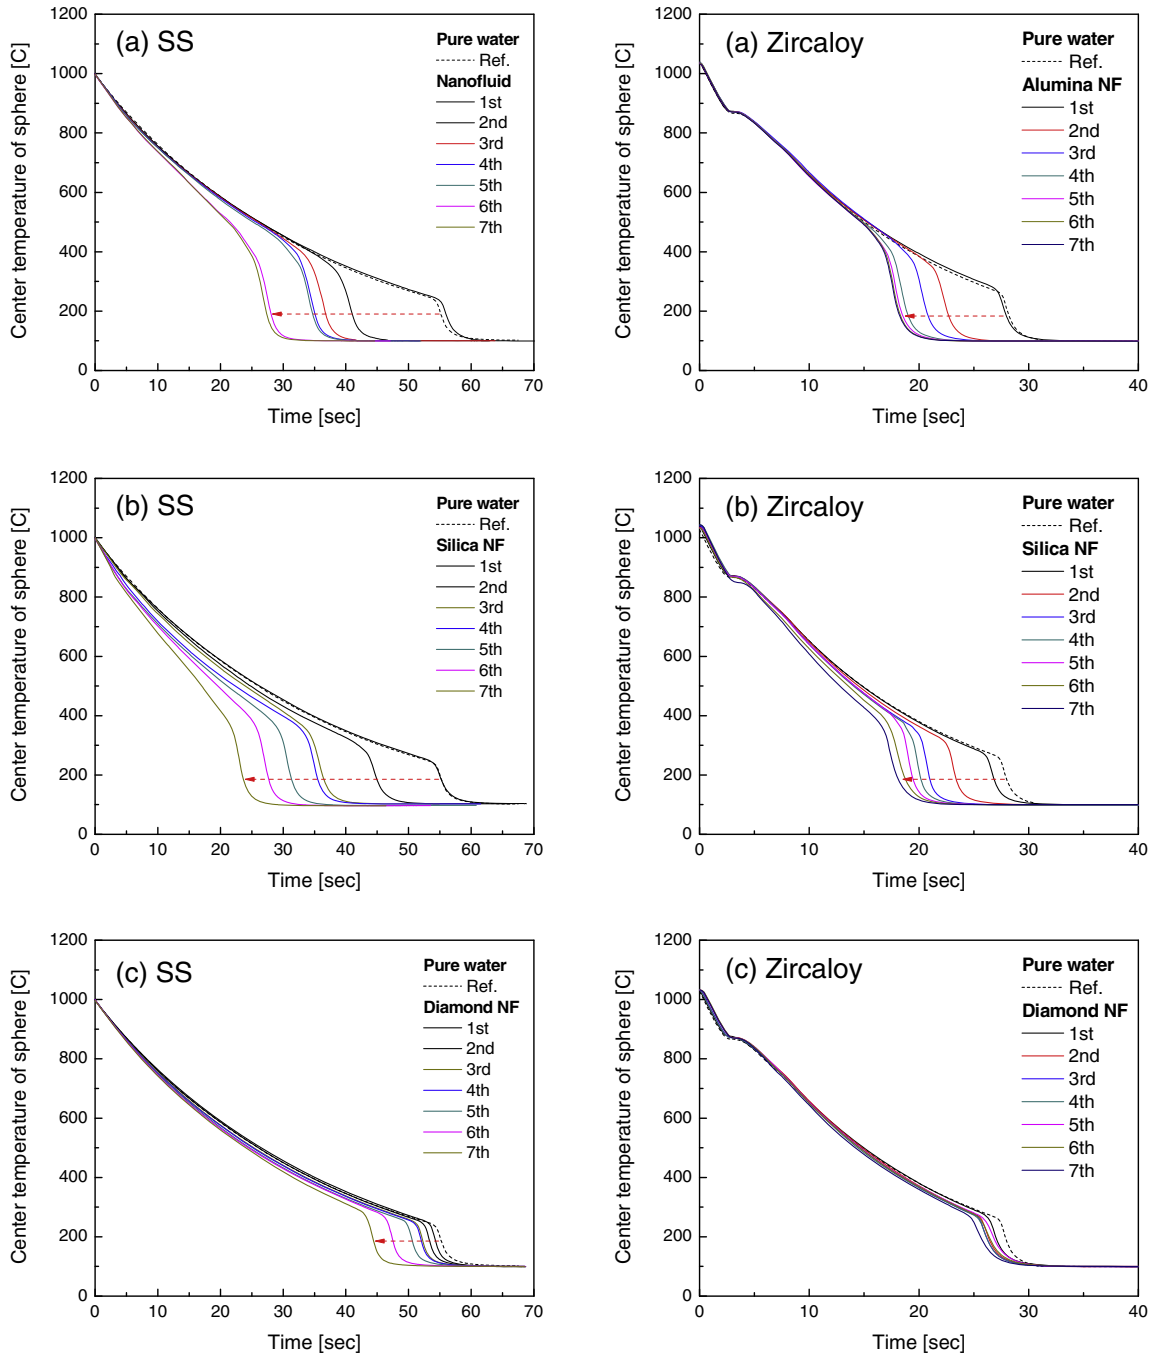 (a) SS
Pure water
Ref.
Nanofluid
1st
2nd
3rd
4th
5th
6th
7th
Center temperature of sphere [C]
1200
1000
800
600
400
200
0
0 10 20 30 40 50 60 70
Time [sec]
(a) Zircaloy
Pure water
Ref.
Alumina NF
1st
2nd
3rd
4th
5th
6th
7th
Center temperature of sphere [C]
1200
1000
800
600
400
200
0
0 10 20 30 40
Time [sec]
(b) SS
Pure water
Ref.
Silica NF
1st
2nd
3rd
4th
5th
6th
7th
Center temperature of sphere [C]
1200
1000
800
600
400
200
0
0 10 20 30 40 50 60 70
Time [sec]
(b) Zircaloy
Pure water
Ref.
Silica NF
1st
2nd
3rd
4th
5th
6th
7th
Center temperature of sphere [C]
1200
1000
800
600
400
200
0
0 10 20 30 40
Time [sec]
(c) SS
Pure water
Ref.
Diamond NF
1st
2nd
3rd
4th
5th
6th
7th
Center temperature of sphere [C]
1200
1000
800
600
400
200
0
0 10 20 30 40 50 60 70
Time [sec]
(c) Zircaloy
Pure water
Ref.
Diamond NF
1st
2nd
3rd
4th
5th
6th
7th
Center temperature of sphere [C]
1200
1000
800
600
400
200
0
0 10 20 30 40
Time [sec]